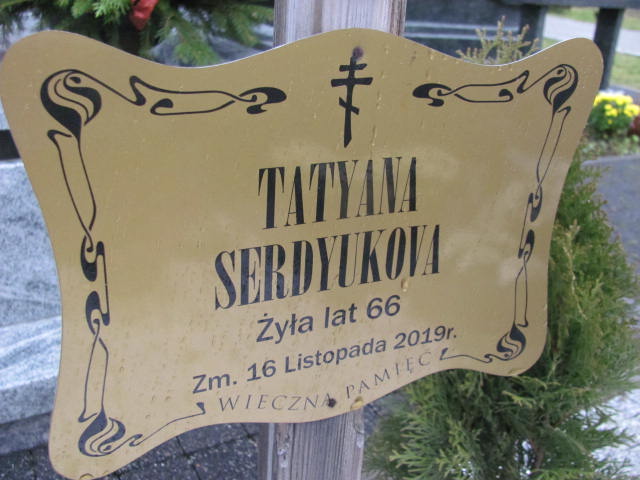 TATYANA
SERDYUKOVA
Żyła lat 66
Zm. 16 Listopada 2019r.
WIECZNA PAMIĘĆ